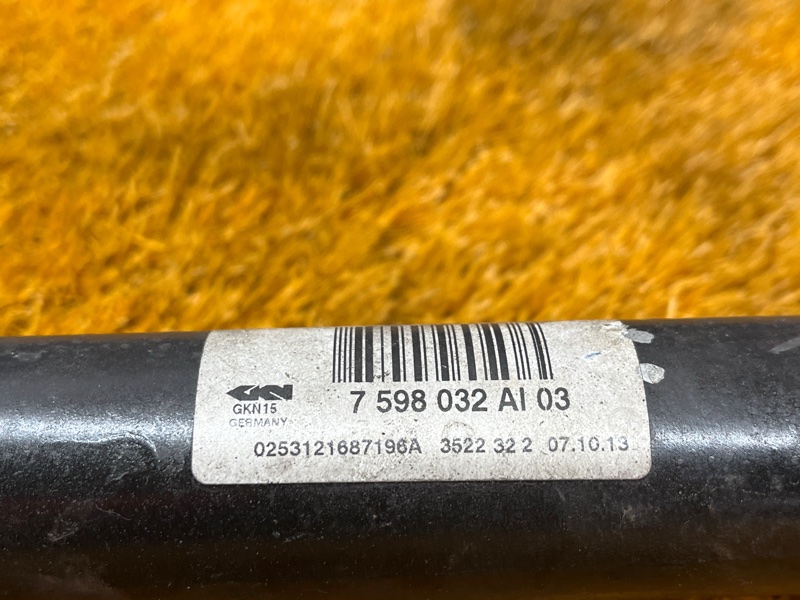 GKN
7 598 032 AI 03
GKN15
GERMANY
0253121687196A 3522 32 2 07.10.13